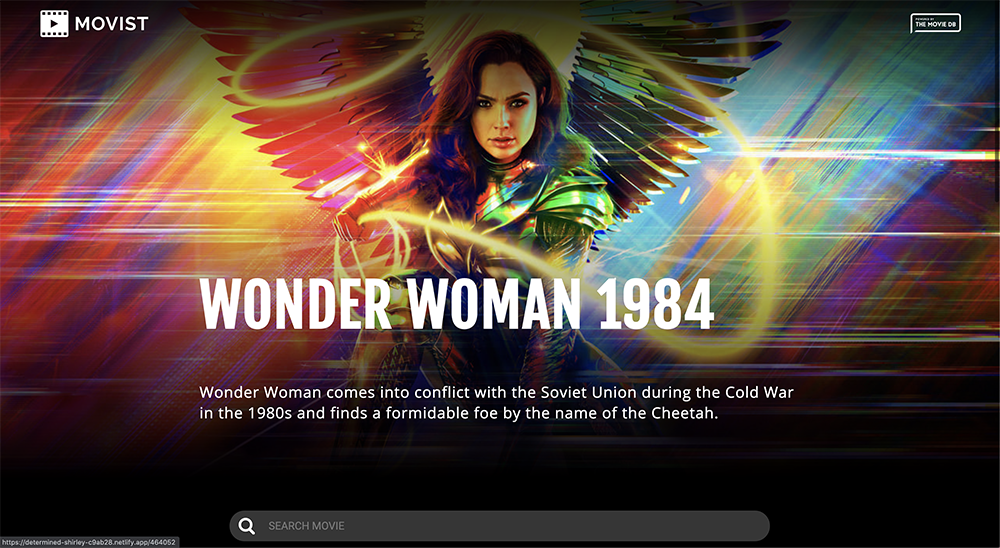 MOVIST
POWERED BY
THE MOVIE DB
WONDER WOMAN 1984
Wonder Woman comes into conflict with the Soviet Union during the Cold War
in the 1980s and finds a formidable foe by the name of the Cheetah.
SEARCH MOVIE
https://determined-shirley-c9ab28.netlify.app/464052